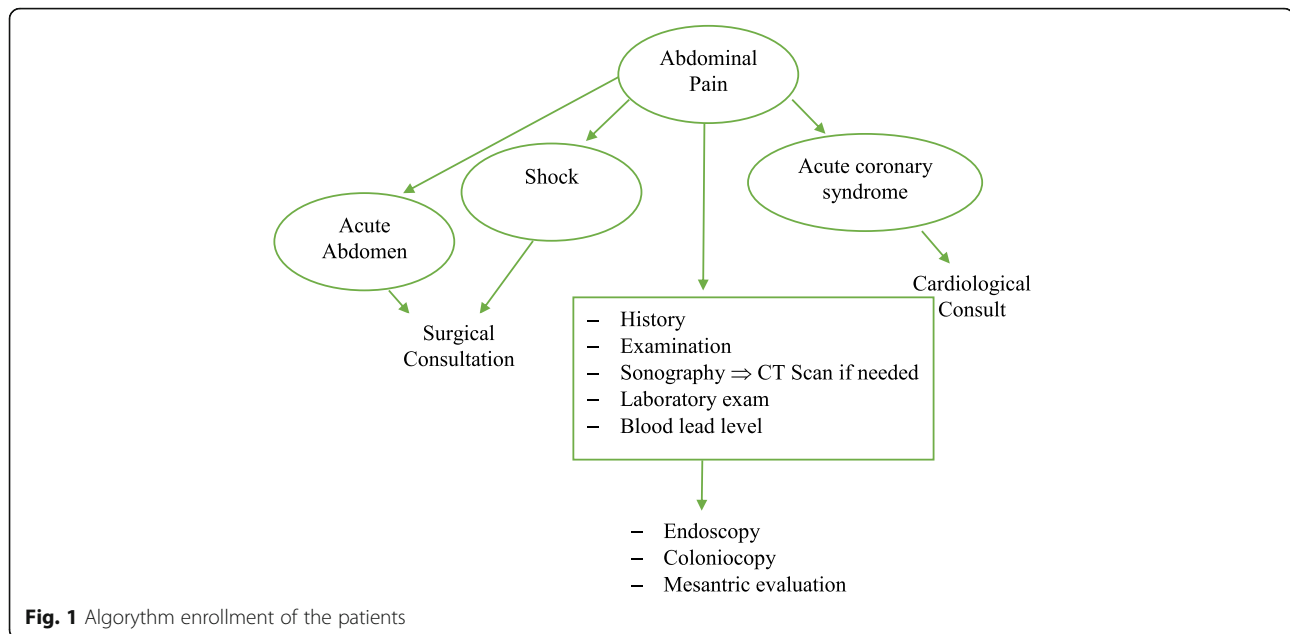 Abdominal
Pain
Shock
Acute coronary
syndrome
Acute
Abdomen
Cardiological
Consult
Surgical
Consultation
– History
– Examination
– Sonography ⇒ CT Scan if needed
– Laboratory exam
– Blood lead level
– Endoscopy
– Coloniocopy
– Mesantric evaluation
Fig. 1 Algorythm enrollment of the patients